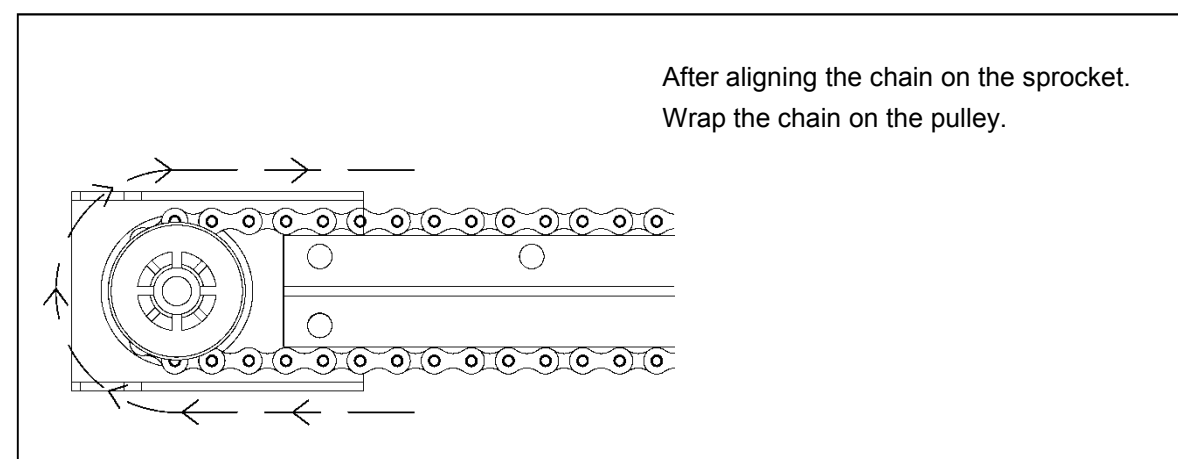 After aligning the chain on the sprocket.
Wrap the chain on the pulley.